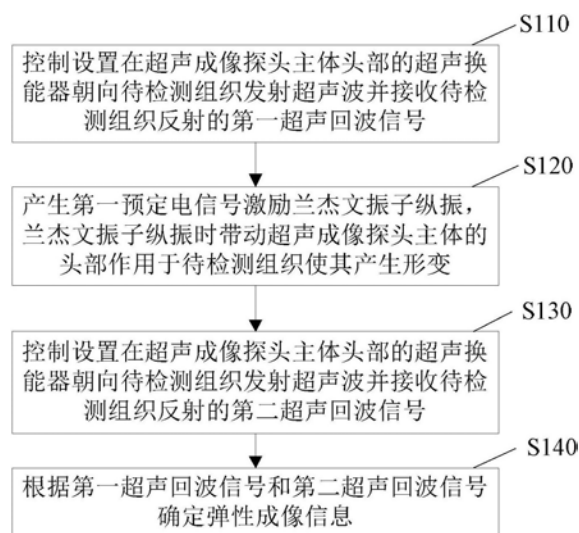 S110
控制设置在超声成像探头主体头部的超声换
能器朝向待检测组织发射超声波并接收待检
测组织反射的第一超声回波信号
S120
产生第一预定电信号激励兰杰文振子纵振,
兰杰文振子纵振时带动超声成像探头主体的
头部作用于待检测组织使其产生形变
S130
控制设置在超声成像探头主体头部的超声换
能器朝向待检测组织发射超声波并接收待检
测组织反射的第二超声回波信号
S140
根据第一超声回波信号和第二超声回波信号
确定弹性成像信息